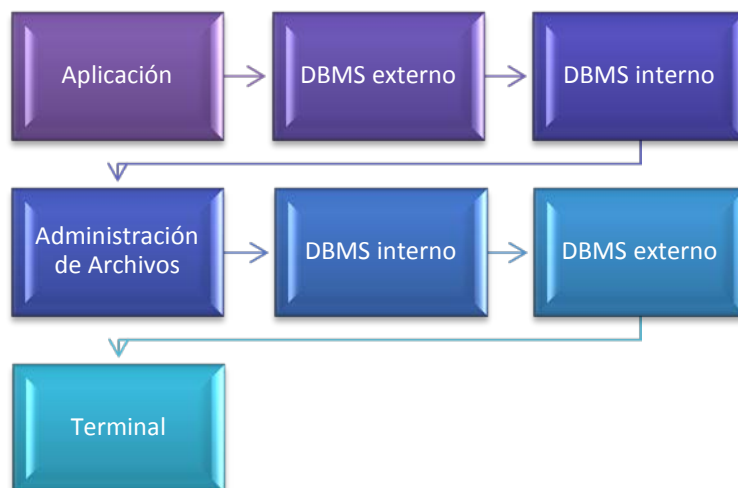 Aplicación
DBMS externo
DBMS interno
Administración
de Archivos
DBMS interno
DBMS externo
Terminal